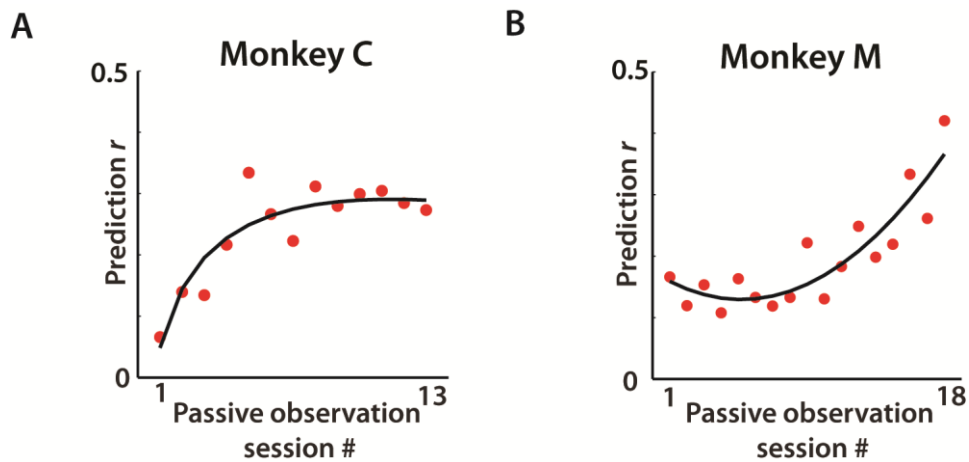 A
Monkey C
0.5
Prediction r
0
1
13
Passive observation
session #
B
Monkey M
0.5
Prediction r
0
1
18
Passive observation
session #